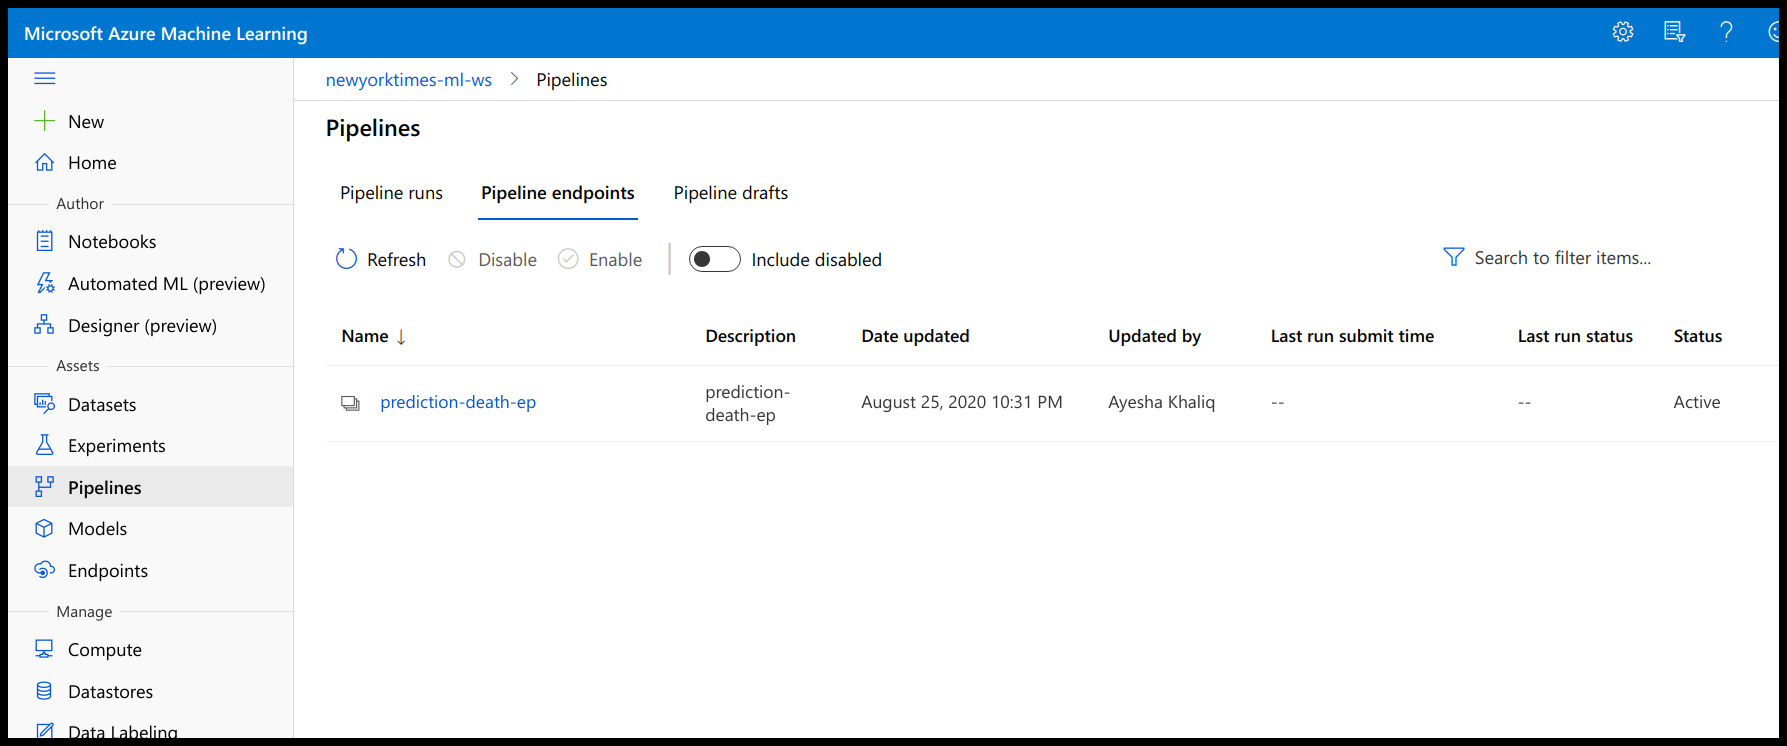 Microsoft Azure Machine Learning
New
Home
Author
Notebooks
Automated ML (preview)
Designer (preview)
Assets
Datasets
Experiments
Pipelines
Models
Endpoints
Manage
Compute
Datastores
Data Labeling
newyorktimes-ml-ws > Pipelines
Pipelines
Pipeline runs Pipeline endpoints Pipeline drafts
Refresh Disable Enable Include disabled Search to filter items...
Name ↓ Description Date updated Updated by Last run submit time Last run status Status
prediction-death-ep prediction- August 25, 2020 10:31 PM Ayesha Khaliq -- -- Active
death-ep